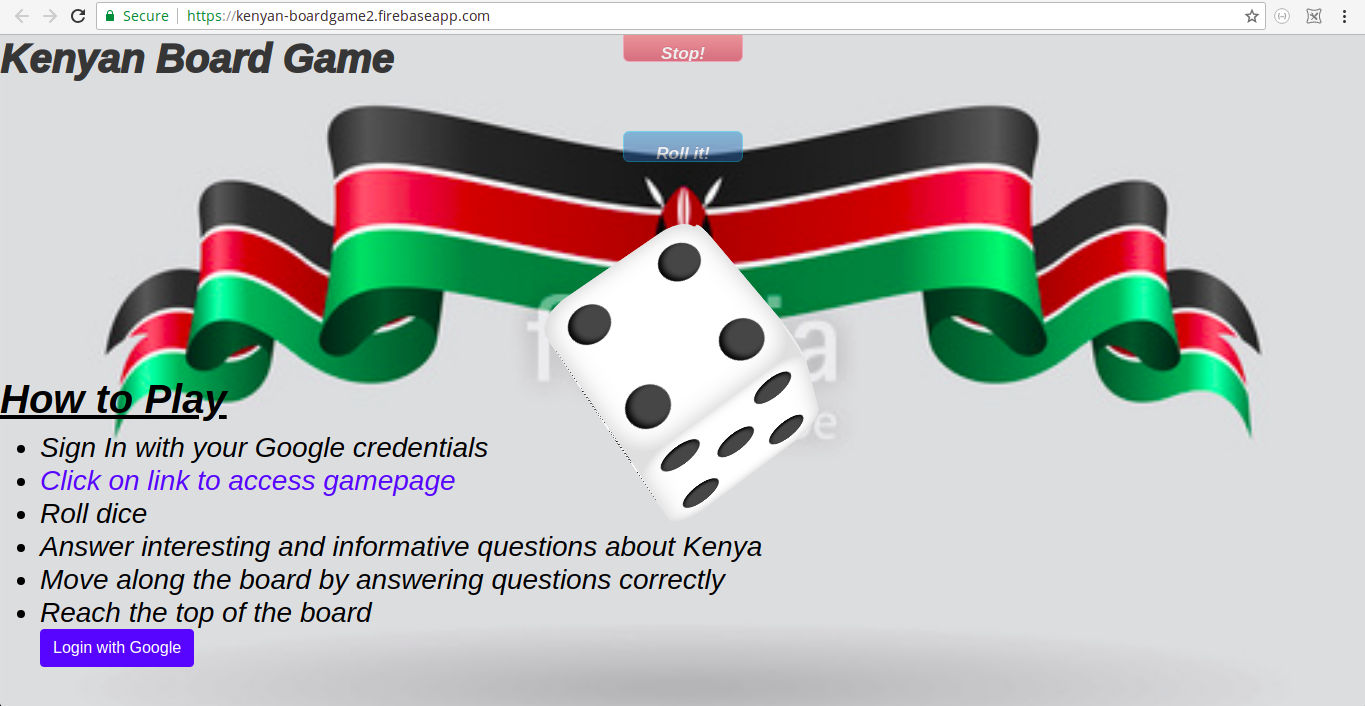 Secure https://kenyan-boardgame2.firebaseapp.com
Kenyan Board Game
Stop!
Roll it!
How to Play
Sign In with your Google credentials
Click on link to access gamepage
Roll dice
Answer interesting and informative questions about Kenya
Move along the board by answering questions correctly
Reach the top of the board
Login with Google